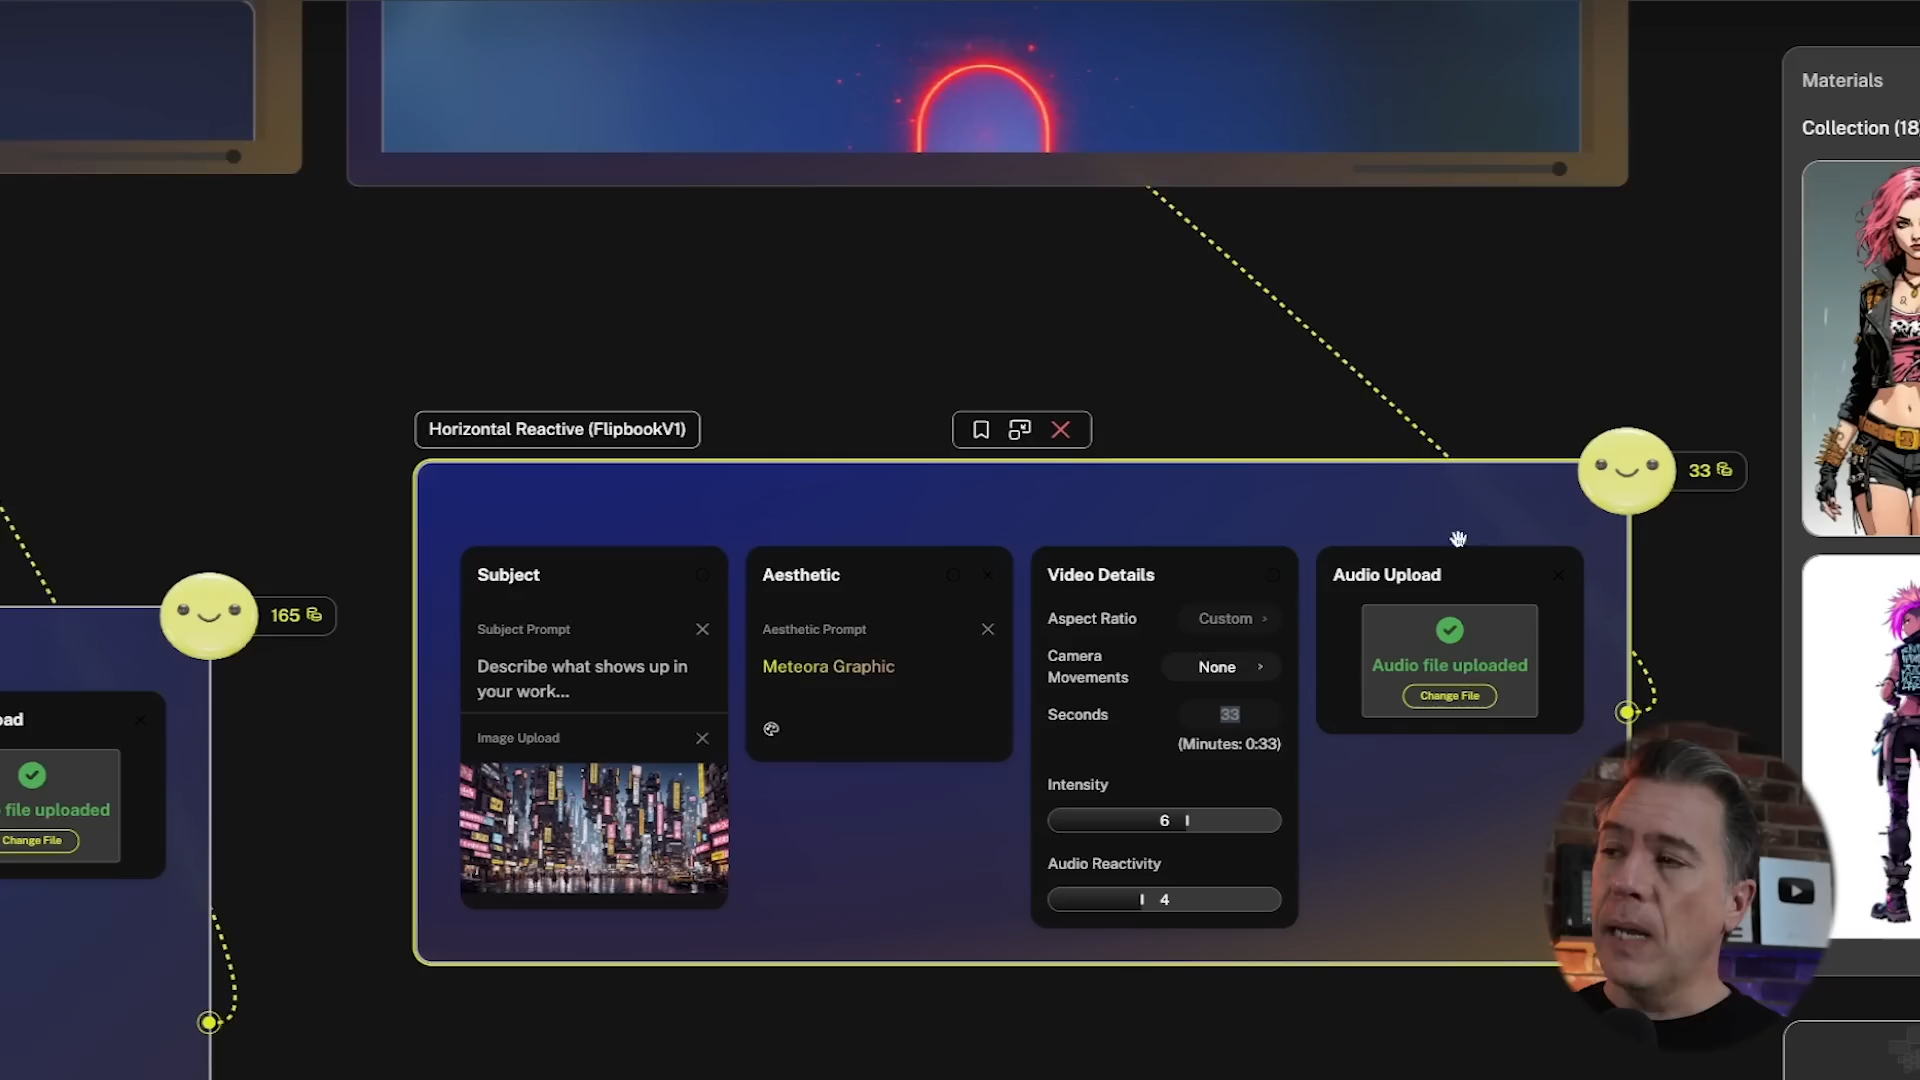 Materials
Collection (18
Horizontal Reactive (FlipbookV1)
33
165
Subject
Subject Prompt
Describe what shows up in
your work...
Image Upload
Aesthetic
Aesthetic Prompt
Meteora Graphic
Video Details
Aspect Ratio
Custom
Camera
Movements
None
Seconds
33
(Minutes: 0:33)
Intensity
6
Audio Reactivity
4
Audio Upload
Audio file uploaded
Change File
oad
file uploaded
Change File